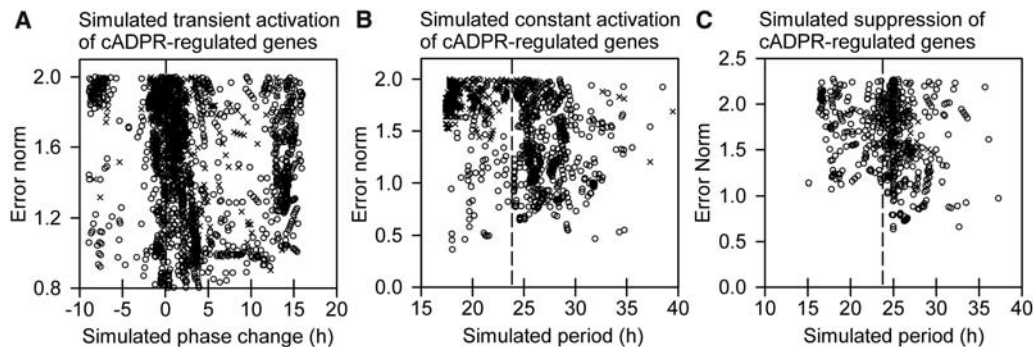 A Simulated transient activation
of cADPR-regulated genes
2.0
1.6
1.2
0.8
Error norm
-10 -5 0 5 10 15 20
Simulated phase change (h)
B Simulated constant activation
of cADPR-regulated genes
2.0
1.5
1.0
0.5
0.0
Error norm
15 20 25 30 35 40
Simulated period (h)
C Simulated suppression of
cADPR-regulated genes
2.5
2.0
1.5
1.0
0.5
0.0
Error Norm
10 15 20 25 30 35 40
Simulated period (h)